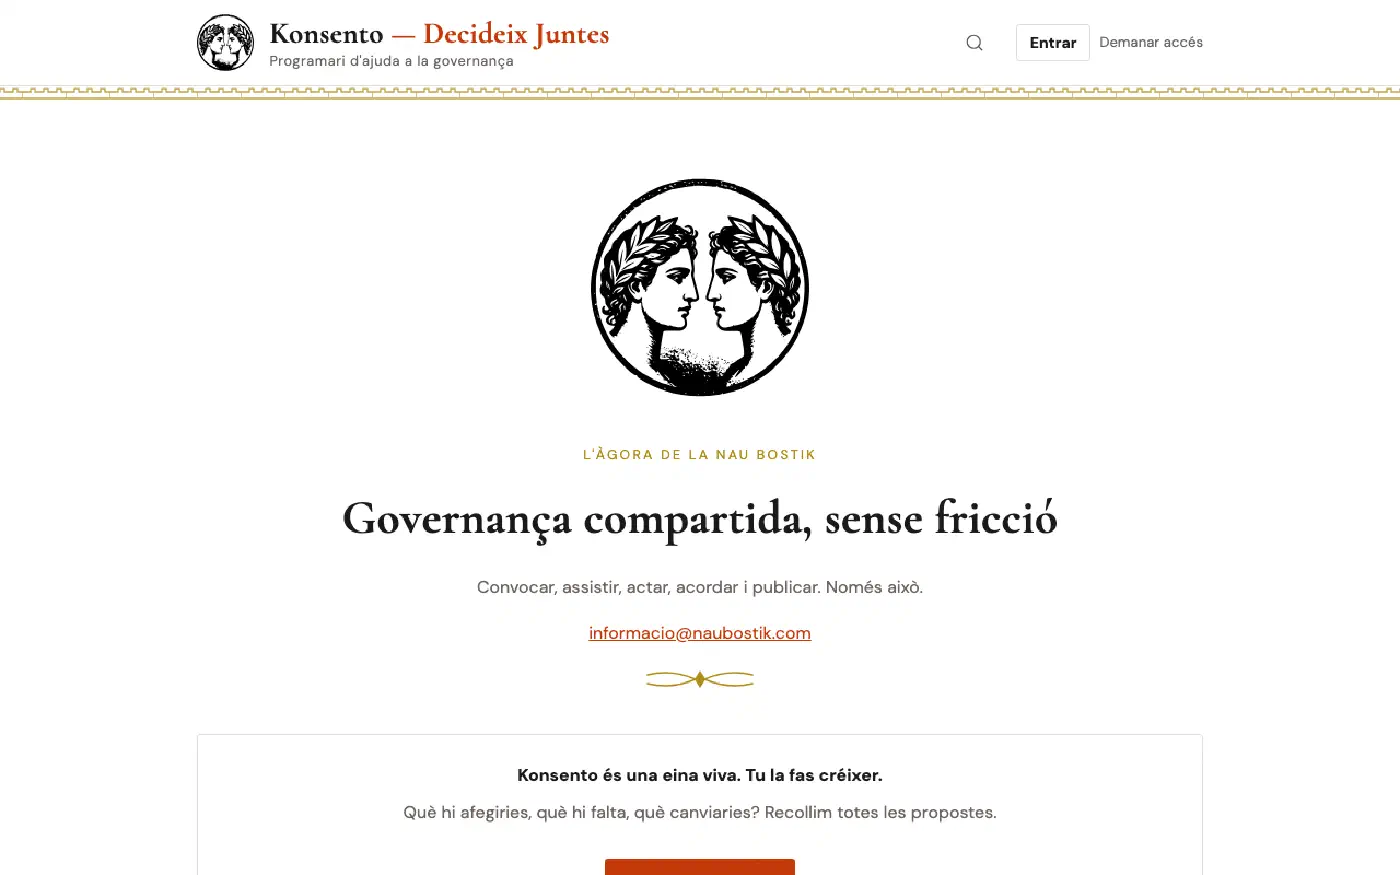 Konsento — Decideix Juntes
Programari d'ajuda a la governança
Entrar
Demanar accés
L'ÀGORA DE LA NAU BOSTIK
Governança compartida, sense fricció
Convocar, assistir, actar, acordar i publicar. Només això.
informacio@naubostik.com
Konsento és una eina viva. Tu la fas créixer.
Què hi afegiries, què hi falta, què canviaries? Recollim totes les propostes.